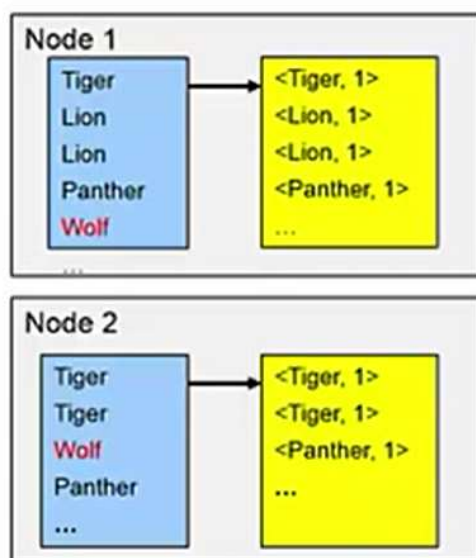 Node 1
Tiger
Lion
Lion
Panther
Wolf
...
<Tiger, 1>
<Lion, 1>
<Lion, 1>
<Panther, 1>
...
Node 2
Tiger
Tiger
Wolf
Panther
...
<Tiger, 1>
<Tiger, 1>
<Panther, 1>
...